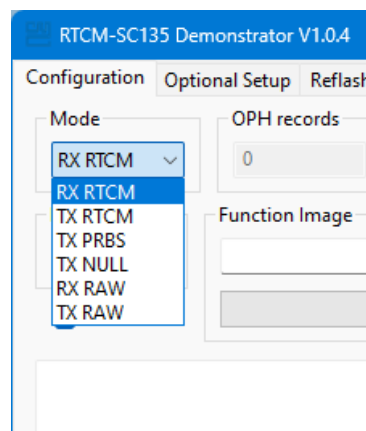 RTCM-SC135 Demonstrator V1.0.4
Configuration Optional Setup Reflash
Mode OPH records
RX RTCM 0
RX RTCM
TX RTCM Function Image
TX PRBS
TX NULL
RX RAW
TX RAW